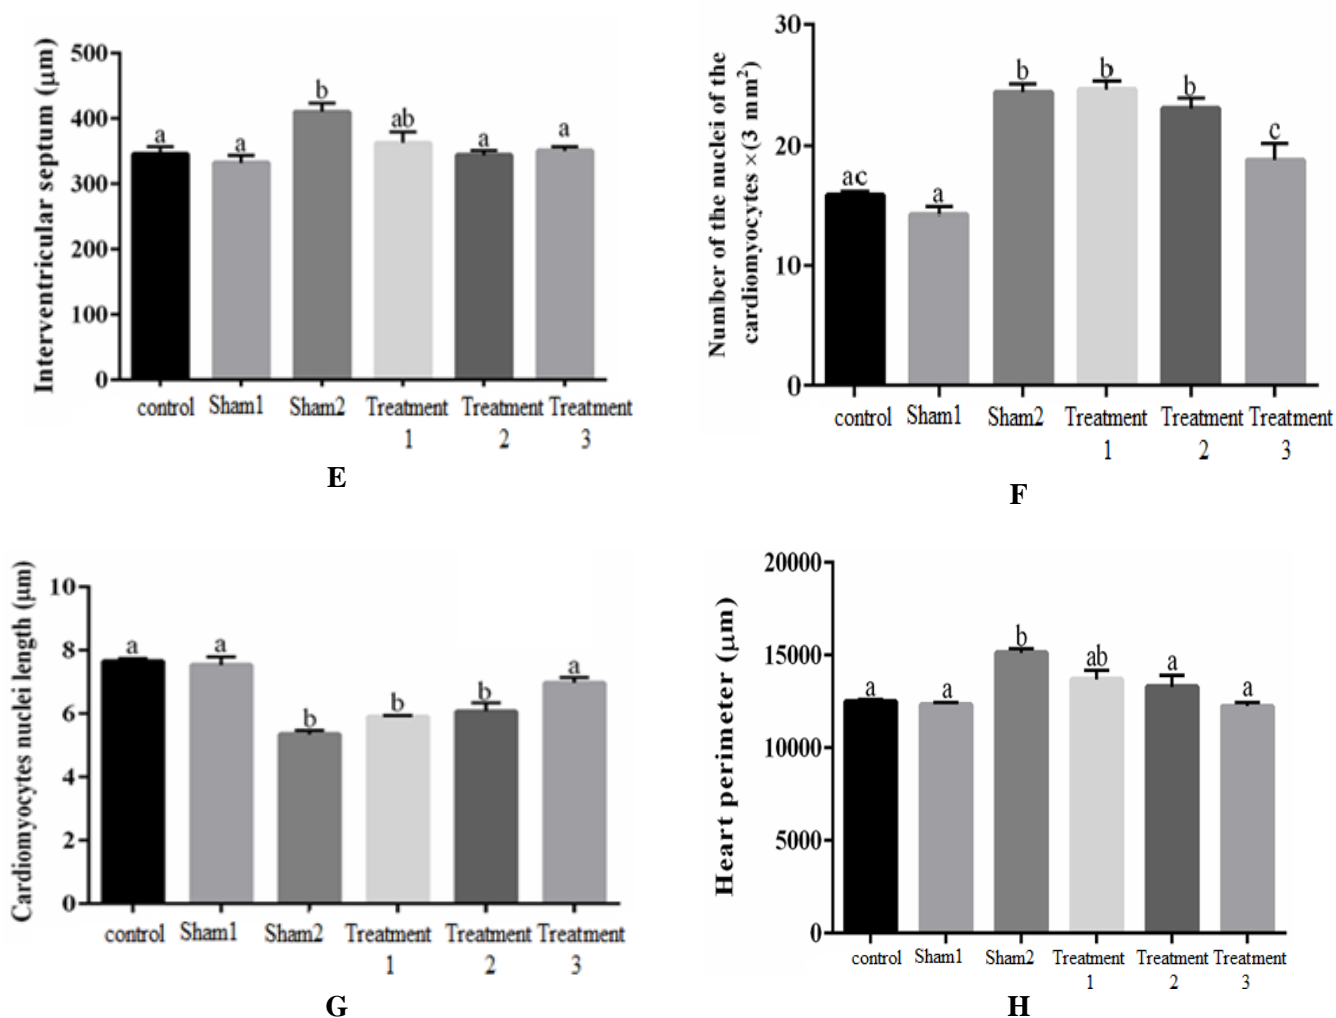 Interventricular septum (μm)
500
400
300
200
100
0
a
a
b
ab
a
a
control Sham1 Sham2 Treatment Treatment Treatment
1 2 3
E
Number of the nuclei of the
cardiomyocytes ×(3 mm²)
30
20
10
0
ac
a
b
b
b
c
control Sham1 Sham2 Treatment Treatment Treatment
1 2 3
F
Cardiomyocytes nuclei length (μm)
10
8
6
4
2
0
a
a
b
b
b
a
control Sham1 Sham2 Treatment Treatment Treatment
1 2 3
G
Heart perimeter (μm)
20000
15000
10000
5000
0
a
a
b
ab
a
a
control Sham1 Sham2 Treatment Treatment Treatment
1 2 3
H